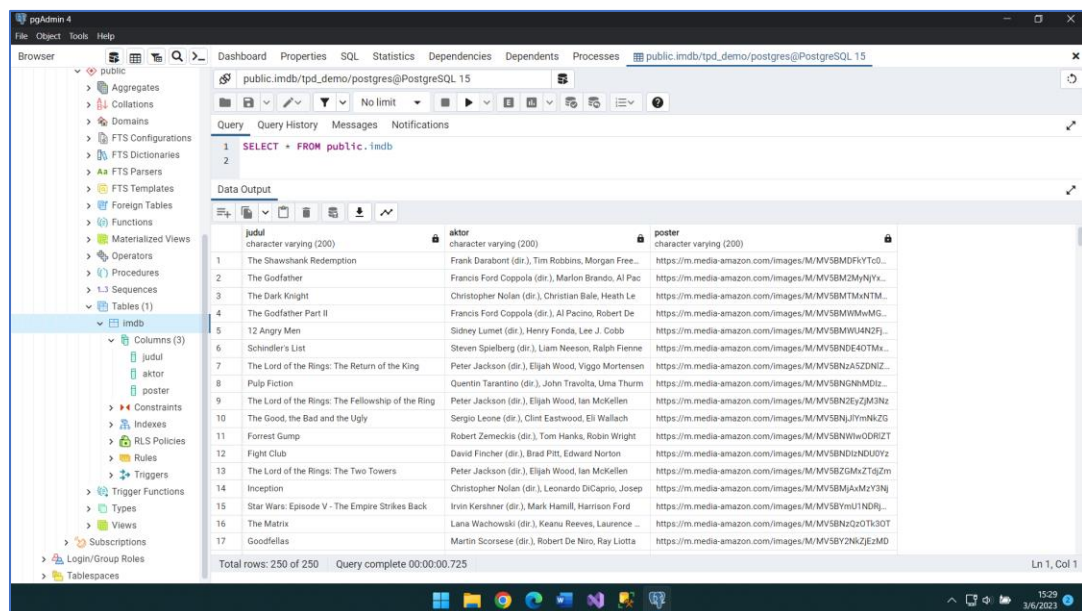 pgAdmin 4
File Object Tools Help
Browser
Dashboard Properties SQL Statistics Dependencies Dependents Processes public.imdb/tpd_demo/postgres@PostgreSQL 15
public.imdb/tpd_demo/postgres@PostgreSQL 15
No limit
Query Query History Messages Notifications
1 SELECT * FROM public.imdb
2
Data Output
public
Aggregates
Collations
Domains
FTS Configurations
FTS Dictionaries
Aa FTS Parsers
FTS Templates
Foreign Tables
Functions
Materialized Views
Operators
Procedures
1..3 Sequences
Tables (1)
imdb
Columns (3)
judul
aktor
poster
Constraints
Indexes
RLS Policies
Rules
Triggers
Trigger Functions
Types
Views
Subscriptions
Login/Group Roles
Tablespaces
judul aktor poster
character varying (200) character varying (200) character varying (200)
1 The Shawshank Redemption Frank Darabont (dir.), Tim Robbins, Morgan Free... https://m.media-amazon.com/images/M/MV5BMDFkYTc0...
2 The Godfather Francis Ford Coppola (dir.), Marlon Brando, Al Pac https://m.media-amazon.com/images/M/MV5BM2MyNjYx...
3 The Dark Knight Christopher Nolan (dir.), Christian Bale, Heath Le https://m.media-amazon.com/images/M/MV5BMTMxNTM...
4 The Godfather Part II Francis Ford Coppola (dir.), Al Pacino, Robert De https://m.media-amazon.com/images/M/MV5BMWMwMG...
5 12 Angry Men Sidney Lumet (dir.), Henry Fonda, Lee J. Cobb https://m.media-amazon.com/images/M/MV5BMWU4N2Fj...
6 Schindler's List Steven Spielberg (dir.), Liam Neeson, Ralph Fienne https://m.media-amazon.com/images/M/MV5BNDE4OTMx...
7 The Lord of the Rings: The Return of the King Peter Jackson (dir.), Elijah Wood, Viggo Mortensen https://m.media-amazon.com/images/M/MV5BNzA5ZDNlZ...
8 Pulp Fiction Quentin Tarantino (dir.), John Travolta, Uma Thurm https://m.media-amazon.com/images/M/MV5BNGNhMDIz...
9 The Lord of the Rings: The Fellowship of the Ring Peter Jackson (dir.), Elijah Wood, Ian McKellen https://m.media-amazon.com/images/M/MV5BN2EyZjM3Nz
10 The Good, the Bad and the Ugly Sergio Leone (dir.), Clint Eastwood, Eli Wallach https://m.media-amazon.com/images/M/MV5BNjJlYmNkZG
11 Forrest Gump Robert Zemeckis (dir.), Tom Hanks, Robin Wright https://m.media-amazon.com/images/M/MV5BNWIwODRlZT
12 Fight Club David Fincher (dir.), Brad Pitt, Edward Norton https://m.media-amazon.com/images/M/MV5BNDIzNDU0Yz
13 The Lord of the Rings: The Two Towers Peter Jackson (dir.), Elijah Wood, Ian McKellen https://m.media-amazon.com/images/M/MV5BZGMxZTdjZm
14 Inception Christopher Nolan (dir.), Leonardo DiCaprio, Josep https://m.media-amazon.com/images/M/MV5BMjAxMzY3Nj
15 Star Wars: Episode V - The Empire Strikes Back Irvin Kershner (dir.), Mark Hamill, Harrison Ford https://m.media-amazon.com/images/M/MV5BYmU1NDRj...
16 The Matrix Lana Wachowski (dir.), Keanu Reeves, Laurence ... https://m.media-amazon.com/images/M/MV5BNzQzOTk3OT
17 Goodfellas Martin Scorsese (dir.), Robert De Niro, Ray Liotta https://m.media-amazon.com/images/M/MV5BY2NkZjEzMD
Total rows: 250 of 250 Query complete 00:00:00.725 Ln 1, Col 1
15:29
3/6/2023